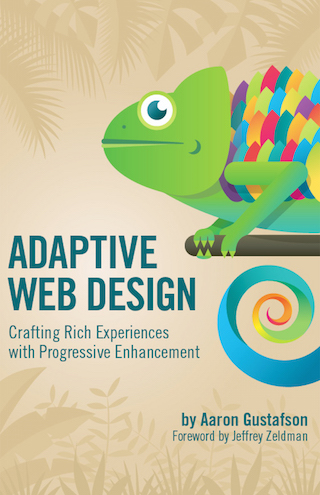 ADAPTIVE
WEB DESIGN
Crafting Rich Experiences
with Progressive Enhancement
by Aaron Gustafson
Foreword by Jeffrey Zeldman